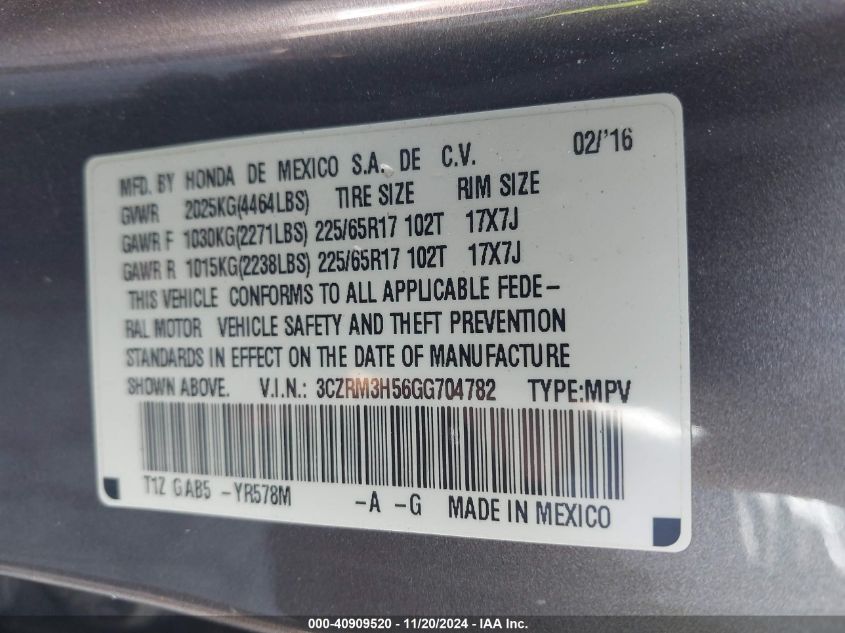 02/'16
MFD. BY HONDA DE MEXICO S.A. DE C.V.
GVWR 2025KG(4464LBS) TIRE SIZE RIM SIZE
GAWR F 1030KG(2271LBS) 225/65R17 102T 17X7J
GAWR R 1015KG(2238LBS) 225/65R17 102T 17X7J
THIS VEHICLE CONFORMS TO ALL APPLICABLE FEDE-
RAL MOTOR VEHICLE SAFETY AND THEFT PREVENTION
STANDARDS IN EFFECT ON THE DATE OF MANUFACTURE
SHOWN ABOVE. V.I.N.: 3CZRM3H56GG704782 TYPE:MPV
T1Z GAB5 -YR578M -A -G MADE IN MEXICO
000-40909520 - 11/20/2024 - IAA Inc.